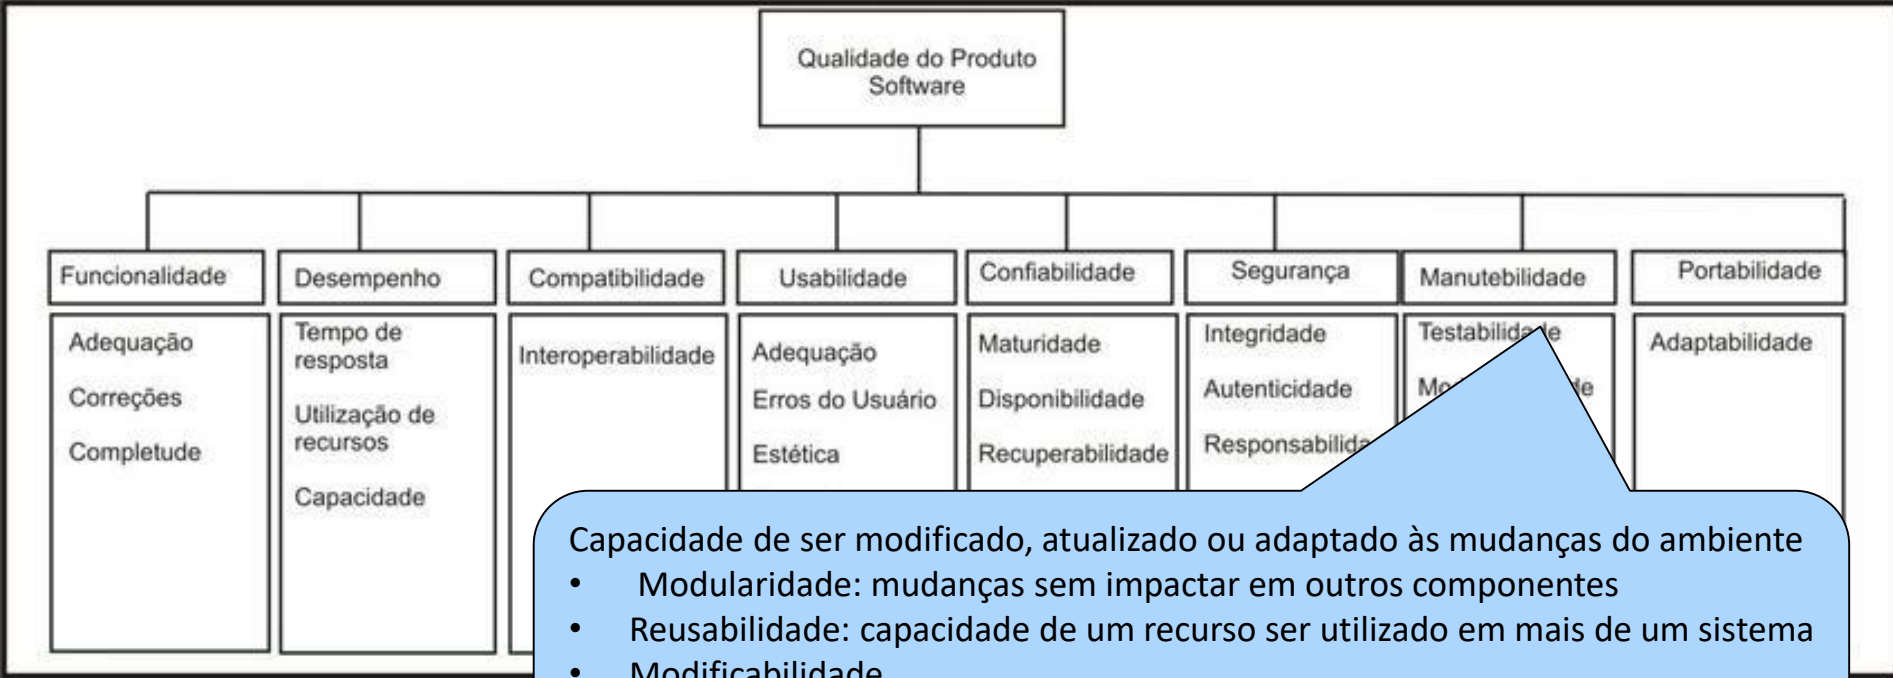 Qualidade do Produto
Software
Funcionalidade
Desempenho
Compatibilidade
Usabilidade
Confiabilidade
Segurança
Manutebilidade
Portabilidade
Adequação
Correções
Completude
Tempo de
resposta
Utilização de
recursos
Capacidade
Interoperabilidade
Adequação
Erros do Usuário
Estética
Maturidade
Disponibilidade
Recuperabilidade
Integridade
Autenticidade
Adaptabilidade
Capacidade de ser modificado, atualizado ou adaptado às mudanças do ambiente
• Modularidade: mudanças sem impactar em outros componentes
• Reusabilidade: capacidade de um recurso ser utilizado em mais de um sistema
• Modificabilidade